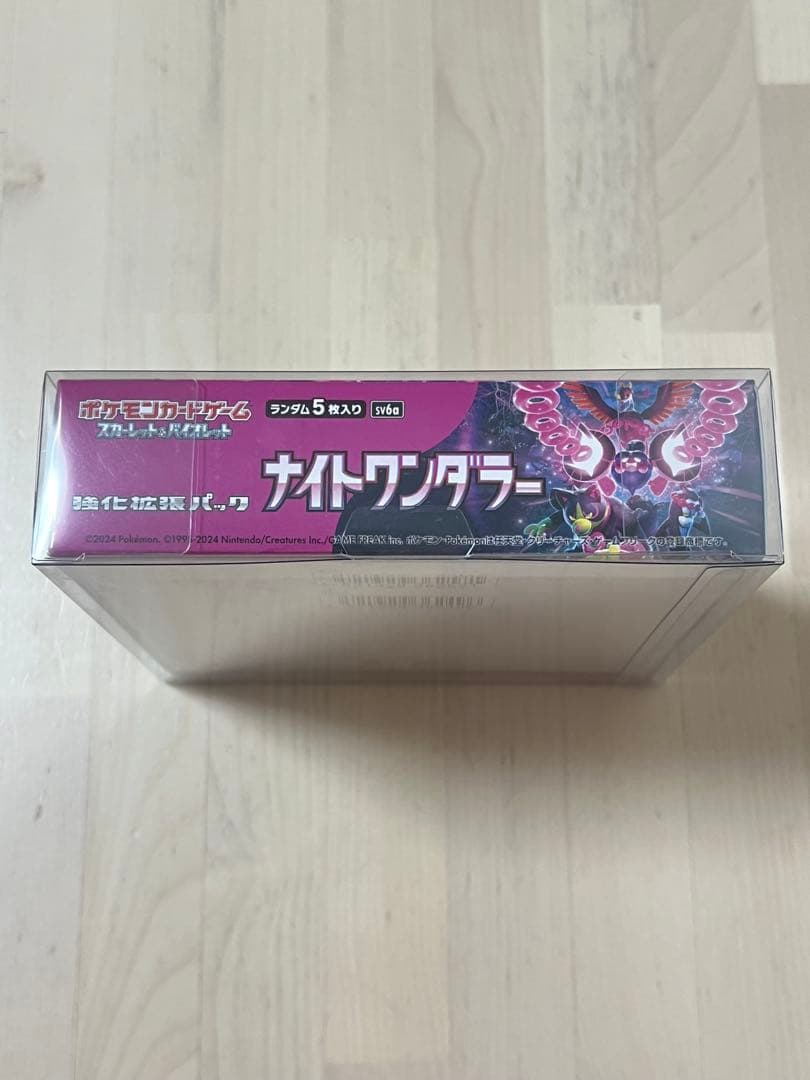 ポケモンカードゲーム
スカーレット&バイオレット
ランダム5枚入り sv6a
強化拡張パック
ナイトワンダラー
©2024 Pokémon. ©1995-2024 Nintendo/Creatures Inc./GAME FREAK inc. ポケモン・Pokémonは任天堂・クリーチャーズ・ゲームフリークの登録商標です。